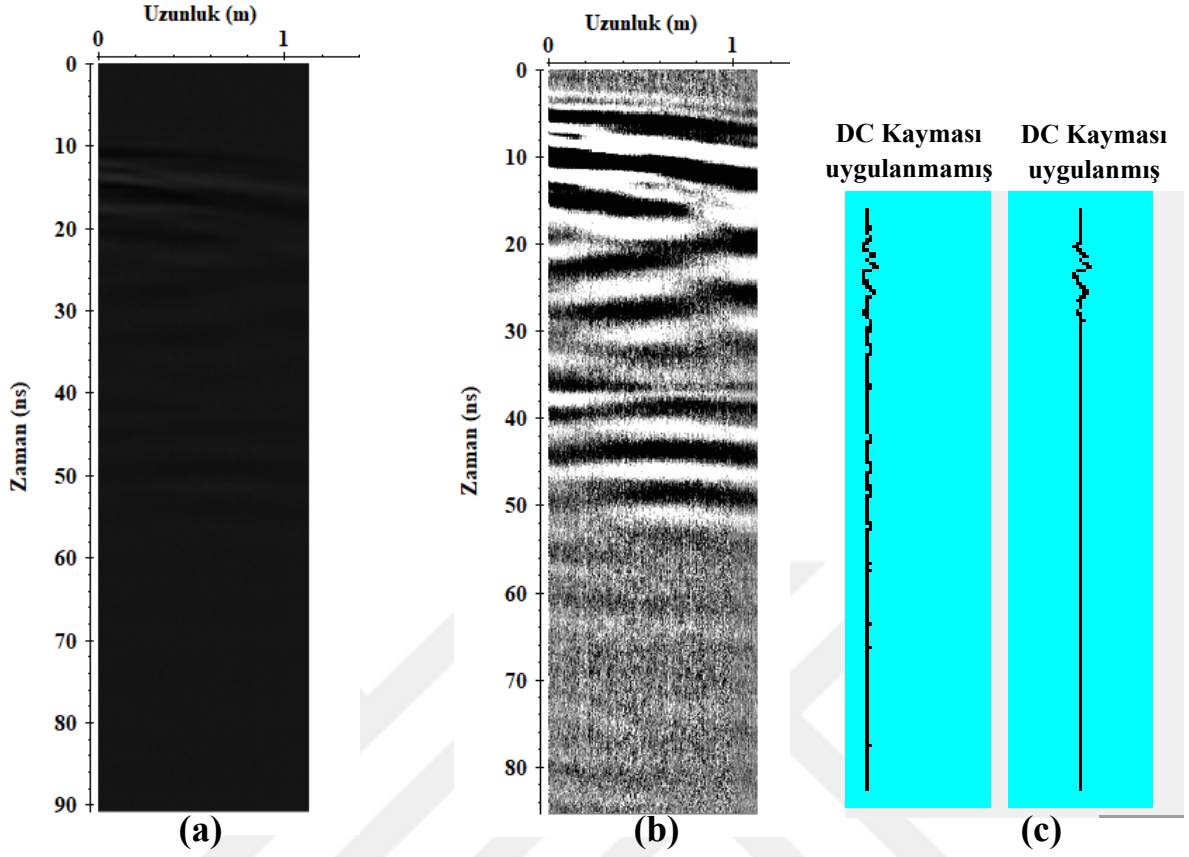 Uzunluk (m)
0 1
Zaman (ns)
0
10
20
30
40
50
60
70
80
90
(a)
Uzunluk (m)
0 1
Zaman (ns)
0
10
20
30
40
50
60
70
80
(b)
DC Kayması
uygulanmamış
DC Kayması
uygulanmış
(c)